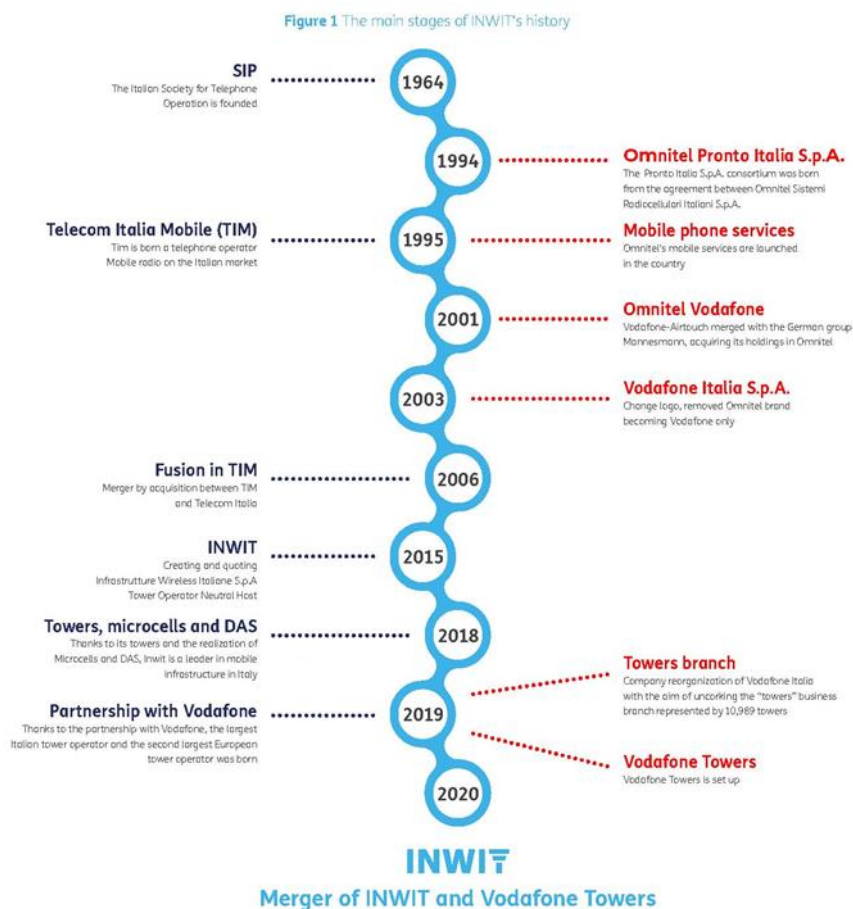 Figure 1 The main stages of INWIT's history
SIP
The Italian Society for Telephone
Operation is founded
1964
1994
Omnitel Pronto Italia S.p.A.
The Pronto Italia S.p.A. consortium was born
from the agreement between Omnitel Sistemi
Radiocellulari Italiani S.p.A.
Telecom Italia Mobile (TIM)
Tim is born a telephone operator
Mobile radio on the Italian market
1995
Mobile phone services
Omnitel's mobile services are launched
in the country
2001
Omnitel Vodafone
Vodafone-Airtouch merged with the German group
Mannesmann, acquiring its holdings in Omnitel
2003
Vodafone Italia S.p.A.
Change logo, removed Omnitel brand
becoming Vodafone only
Fusion in TIM
Merger by acquisition between TIM
and Telecom Italia
2006
INWIT
Creating and quoting
Infrastrutture Wireless Italiane S.p.A
Tower Operator Neutral Host
2015
Towers, microcells and DAS
Thanks to its towers and the realization of
Microcells and DAS, Inwit is a leader in mobile
infrastructure in Italy
2018
Partnership with Vodafone
Thanks to the partnership with Vodafone, the largest
Italian tower operator and the second largest European
tower operator was born
2019
Towers branch
Company reorganization of Vodafone Italia
with the aim of uncorking the "towers" business
branch represented by 10,989 towers
Vodafone Towers
Vodafone Towers is set up
2020
INWIT
Merger of INWIT and Vodafone Towers